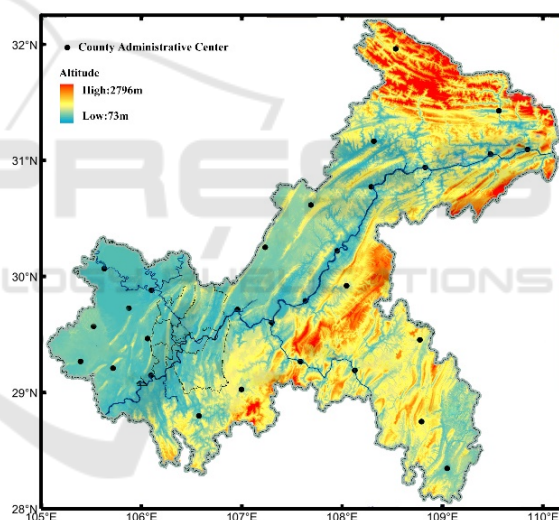 32°N
County Administrative Center
Altitude
High:2796m
Low:73m
31°N
30°N
29°N
28°N
105°E 106°E 107°E 108°E 109°E 110°E